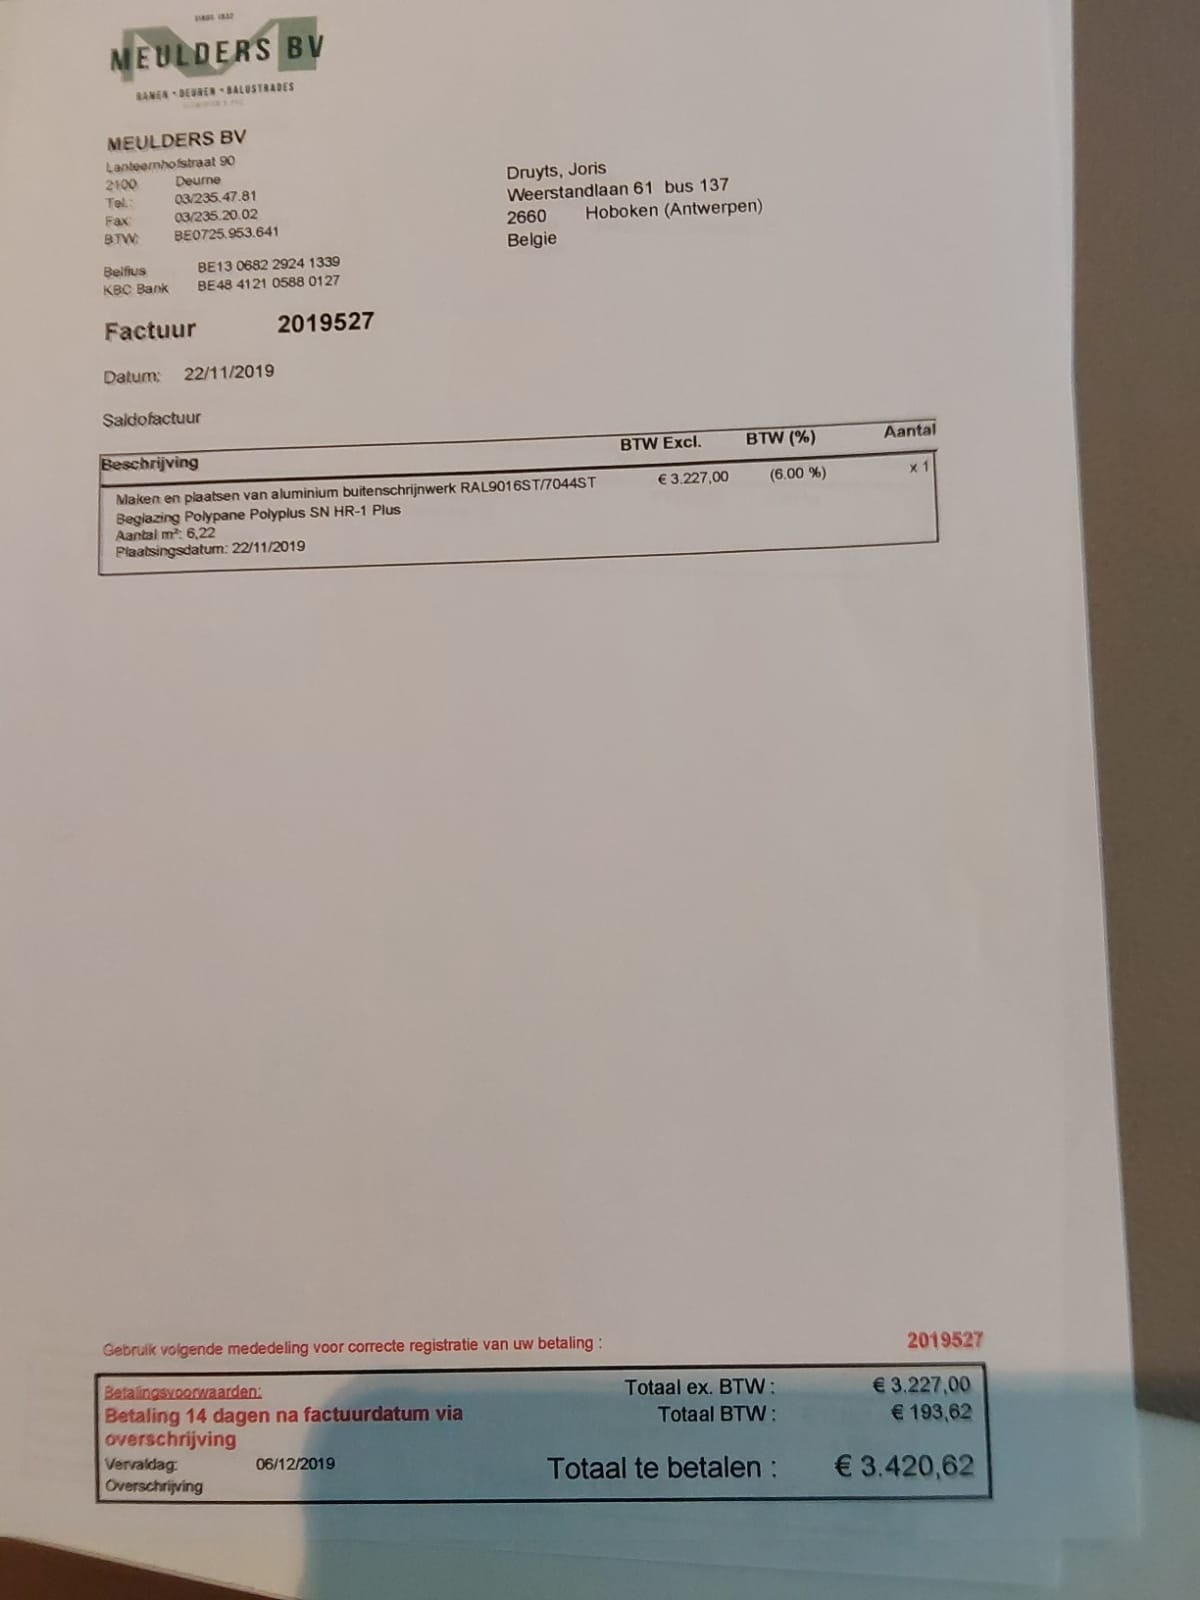 SINDS 1932
MEULDERS BV
RAMEN • DEUREN • BALUSTRADES
MEULDERS BV
Lanteernhofstraat 90
2100 Deurne
Tel.: 03/235.47.81
Fax: 03/235.20.02
BTW: BE0725.953.641
Belfius BE13 0682 2924 1339
KBC Bank BE48 4121 0588 0127
Druyts, Joris
Weerstandlaan 61 bus 137
2660 Hoboken (Antwerpen)
Belgie
Factuur 2019527
Datum: 22/11/2019
Saldofactuur
Beschrijving BTW Excl. BTW (%) Aantal
Maken en plaatsen van aluminium buitenschrijnwerk RAL9016ST/7044ST € 3.227,00 (6.00 %) x 1
Beglazing Polypane Polyplus SN HR-1 Plus
Aantal m²: 6,22
Plaatsingsdatum: 22/11/2019
Gebruik volgende mededeling voor correcte registratie van uw betaling : 2019527
Betalingsvoorwaarden:
Betaling 14 dagen na factuurdatum via
overschrijving
Vervaldag: 06/12/2019
Overschrijving
Totaal ex. BTW : € 3.227,00
Totaal BTW : € 193,62
Totaal te betalen : € 3.420,62